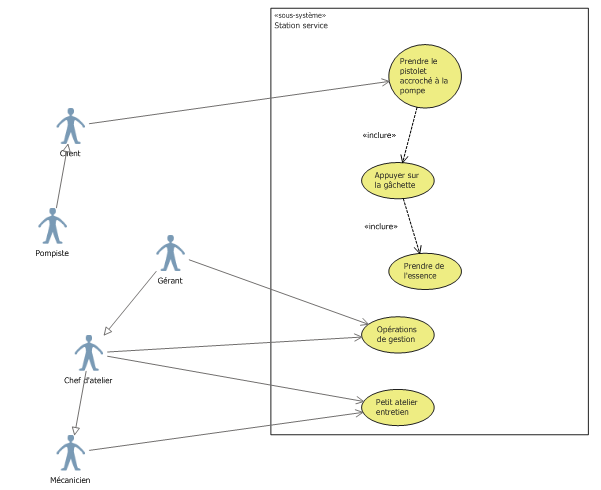 «sous-système»
Station service
Prendre le
pistolet
accroché à la
pompe
«inclure»
Client
Appuyer sur
la gâchette
«inclure»
Pompiste
Prendre de
l'essence
Gérant
Opérations
de gestion
Chef d'atelier
Petit atelier
entretien
Mécanicien